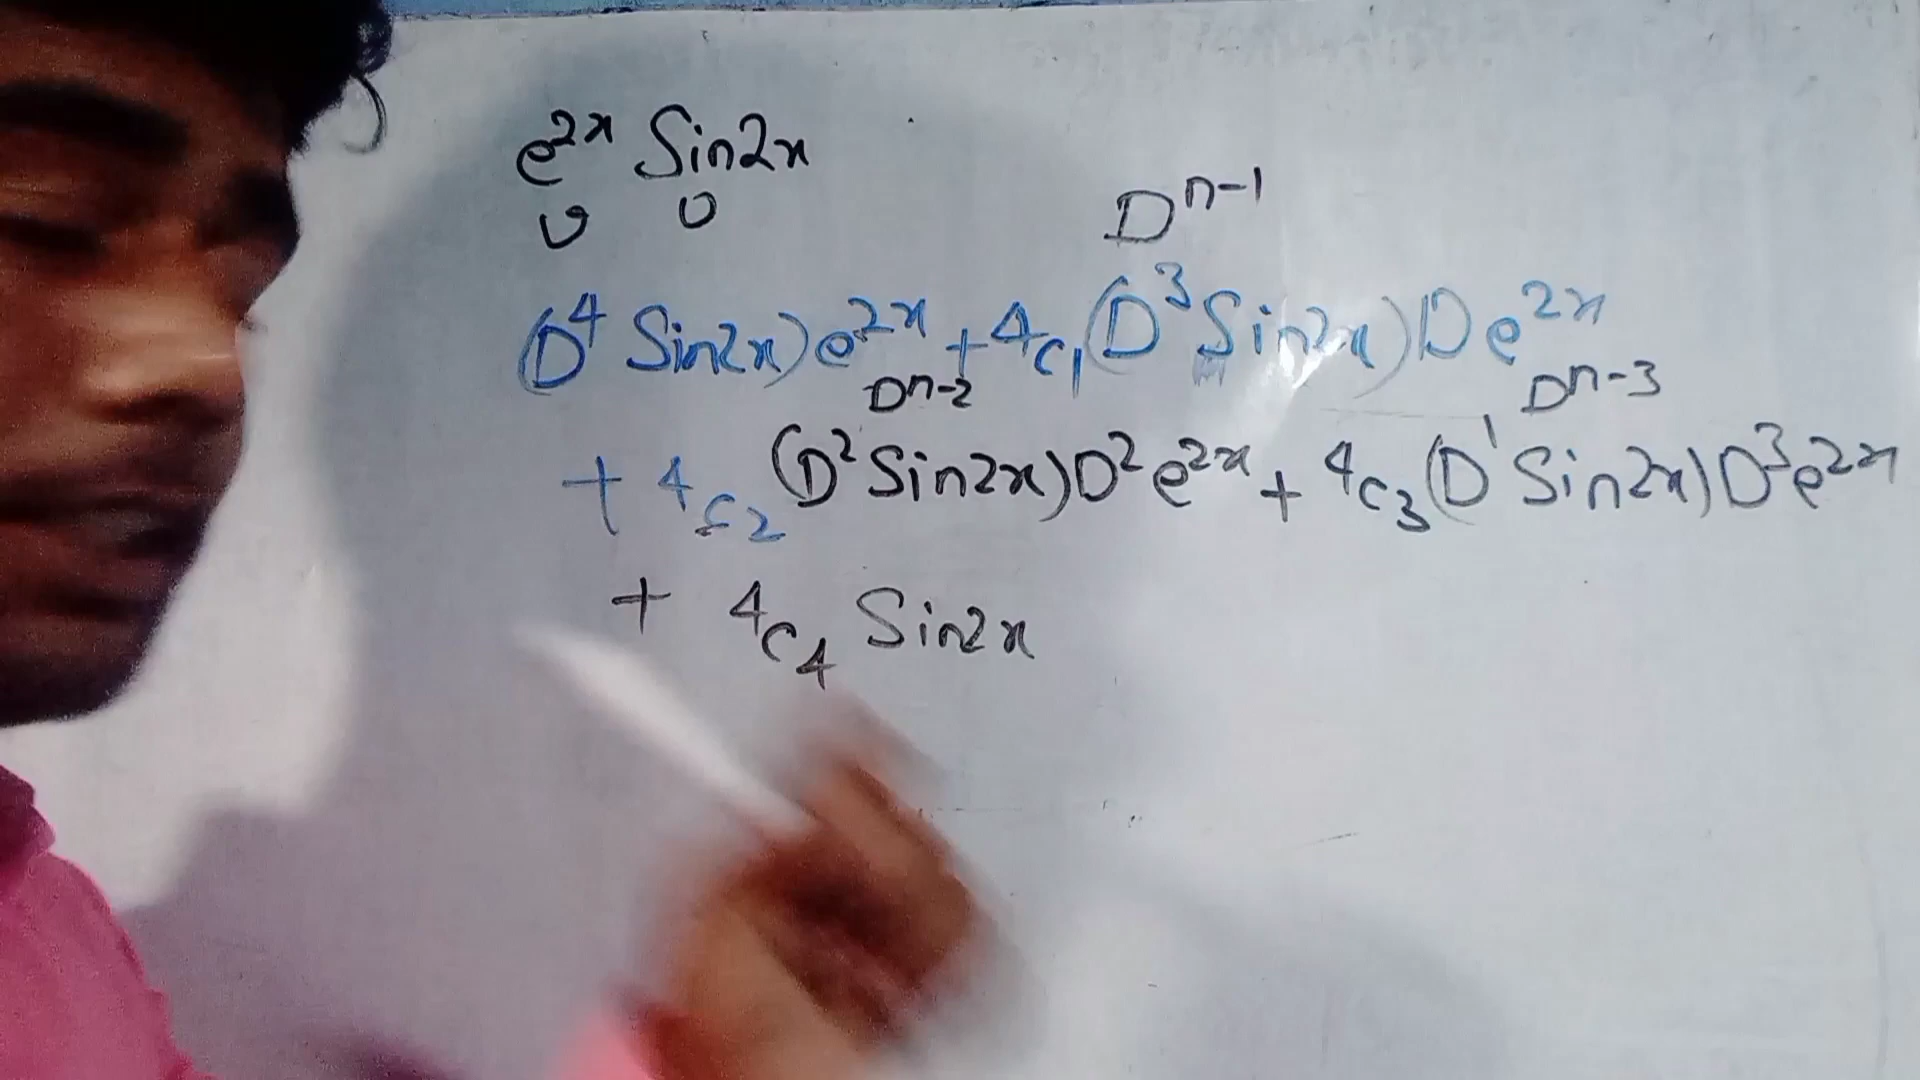 e^2x Sin2x
υ υ
D^n-1
(D^4 Sin2x)e^2x + 4c1(D^3 Sin2x)De^2x
D^n-2 D^n-3
+ 4c2 (D^2 Sin2x)D^2 e^2x + 4c3(D^1 Sin2x)D^3e^2x
+ 4c4 Sin2x